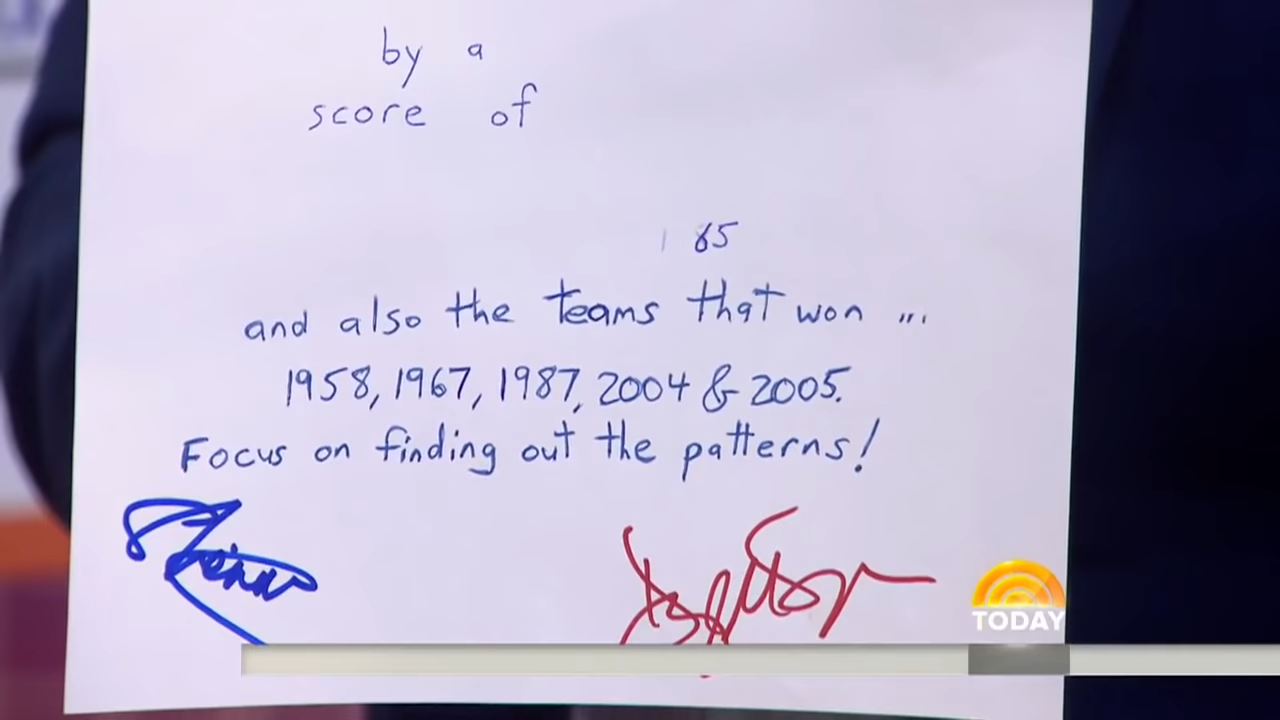 by a
score of
85
and also the teams that won ...
1958, 1967, 1987, 2004 & 2005.
Focus on finding out the patterns!
TODAY